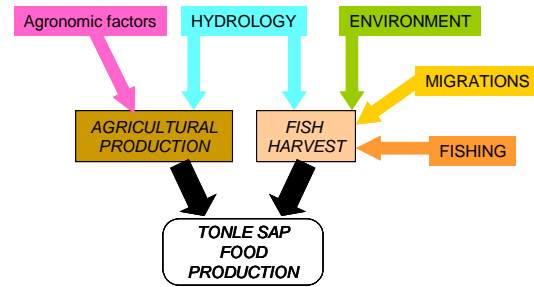 Agronomic factors
HYDROLOGY
ENVIRONMENT
MIGRATIONS
AGRICULTURAL
PRODUCTION
FISH
HARVEST
FISHING
TONLE SAP
FOOD
PRODUCTION